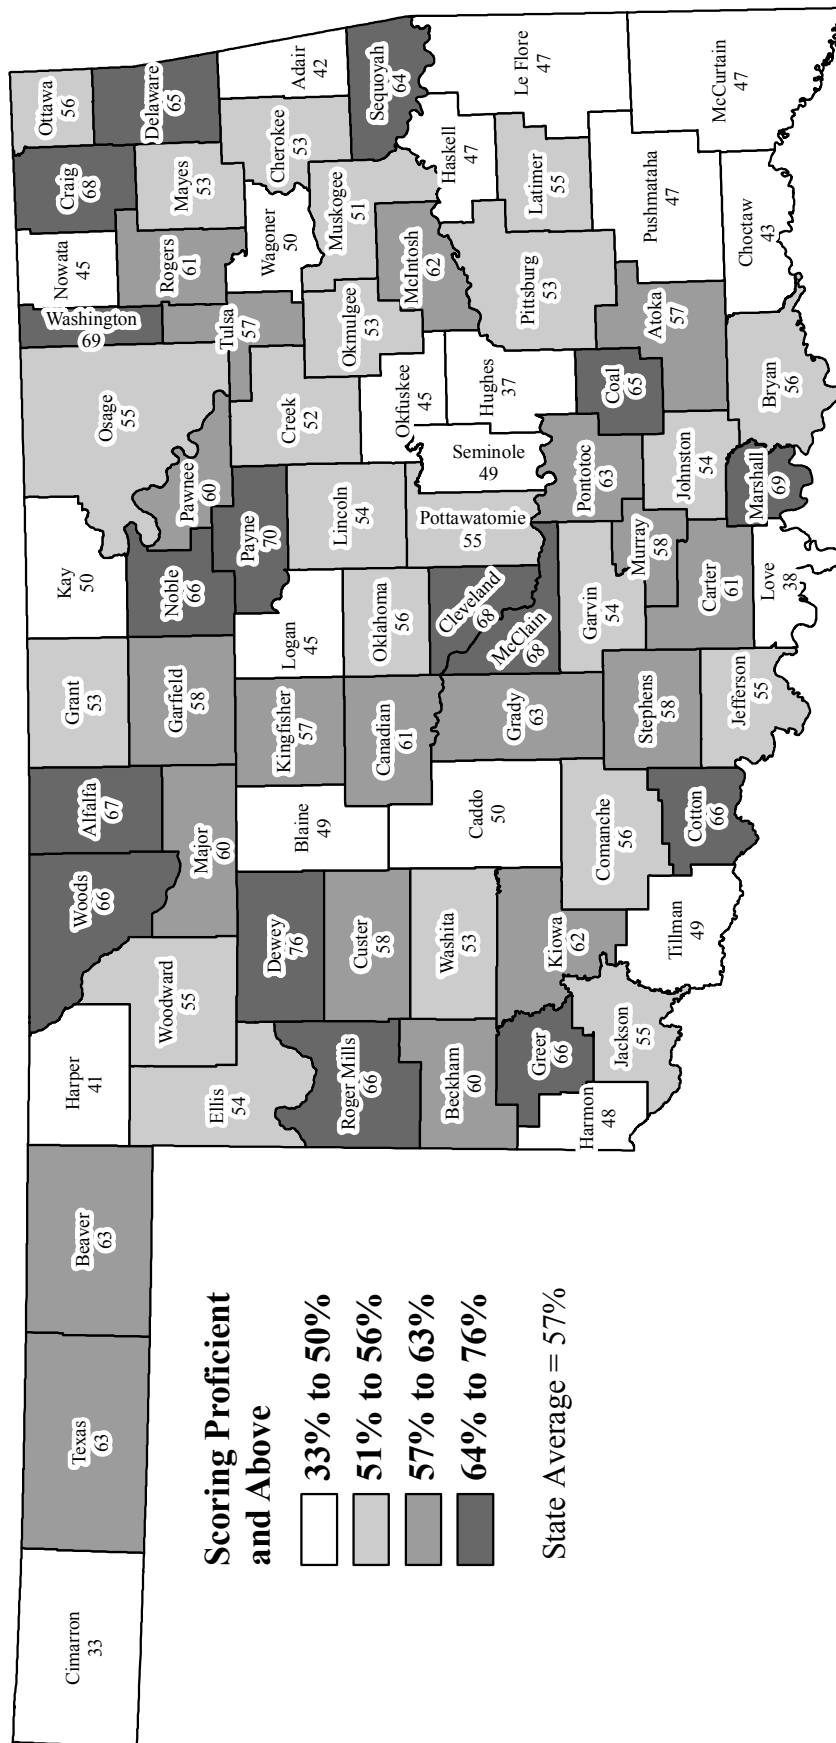 Cimarron
33
Texas
63
Beaver
63
Harper
41
Woods
66
Alfalfa
67
Grant
53
Kay
50
Osage
55
Washington
69
Nowata
45
Craig
68
Ottawa
56
Delaware
65
Ellis
54
Woodward
55
Major
60
Garfield
58
Noble
66
Pawnee
60
Tulsa
57
Rogers
61
Mayes
53
Adair
42
Cherokee
53
Wagoner
50
Roger Mills
66
Dewey
76
Blaine
49
Kingfisher
57
Logan
45
Payne
70
Creek
52
Okmulgee
53
Muskogee
51
Sequoyah
64
Beckham
60
Custer
58
Canadian
61
Oklahoma
56
Lincoln
54
Okfuskee
45
McIntosh
62
Haskell
47
Le Flore
47
Washita
53
Caddo
50
Grady
63
Cleveland
68
McClain
68
Pottawatomie
55
Seminole
49
Hughes
37
Pittsburg
53
Latimer
55
Harmon
48
Greer
66
Kiowa
62
Comanche
56
Garvin
54
Pontotoc
63
Coal
65
Atoka
57
Pushmataha
47
McCurtain
47
Jackson
55
Tillman
49
Cotton
66
Stephens
58
Murray
58
Carter
61
Johnston
54
Jefferson
55
Love
38
Marshall
69
Bryan
56
Choctaw
43
Scoring Proficient
and Above
33% to 50%
51% to 56%
57% to 63%
64% to 76%
State Average = 57%